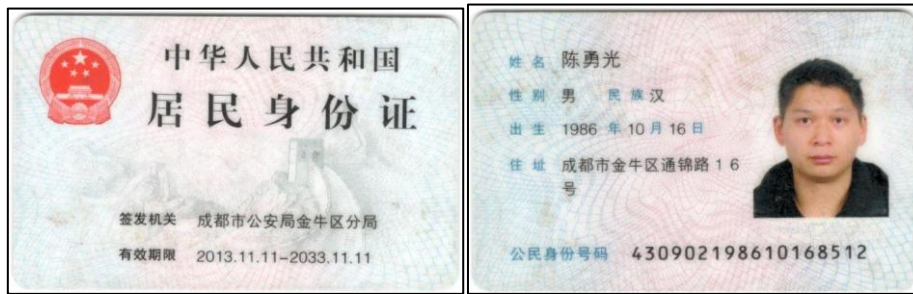 中华人民共和国
居民身份证
签发机关 成都市公安局金牛区分局
有效期限 2013.11.11-2033.11.11
姓名 陈勇光
性别 男 民族 汉
出生 1986 年 10 月 16 日
住址 成都市金牛区通锦路16
号
公民身份号码 430902198610168512